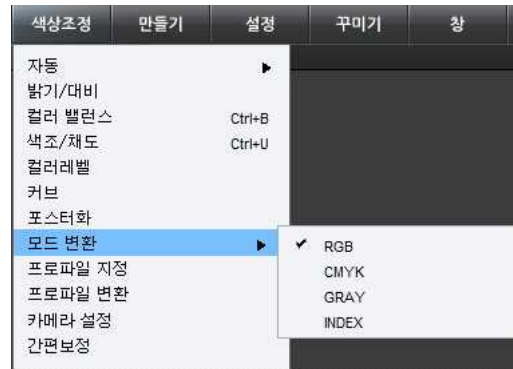 색상조정 만들기 설정 꾸미기 창
자동
밝기/대비
컬러 밸런스 Ctrl+B
색조/채도 Ctrl+U
컬러레벨
커브
포스터화
모드 변환
RGB
프로파일 지정
CMYK
프로파일 변환
GRAY
카메라 설정
INDEX
간편보정